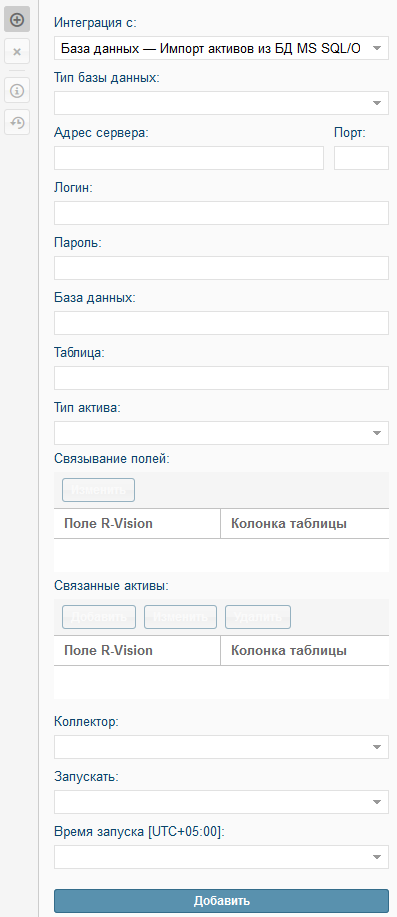 Интеграция с:
База данных — Импорт активов из БД MS SQL/O
Тип базы данных:
Адрес сервера: Порт:
Логин:
Пароль:
База данных:
Таблица:
Тип актива:
Связывание полей:
Изменить
Поле R-Vision Колонка таблицы
Связанные активы:
Добавить Изменить Удалить
Поле R-Vision Колонка таблицы
Коллектор:
Запускать:
Время запуска [UTC+05:00]:
Добавить